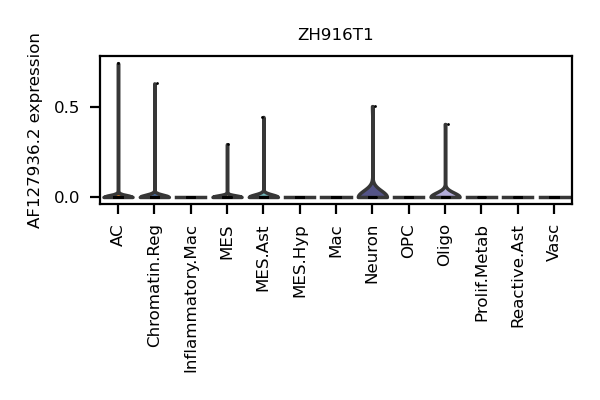 ZH916T1
AF127936.2 expression
0.5
0.0
AC
Chromatin.Reg
Inflammatory.Mac
MES
MES.Ast
MES.Hyp
Mac
Neuron
OPC
Oligo
Prolif.Metab
Reactive.Ast
Vasc